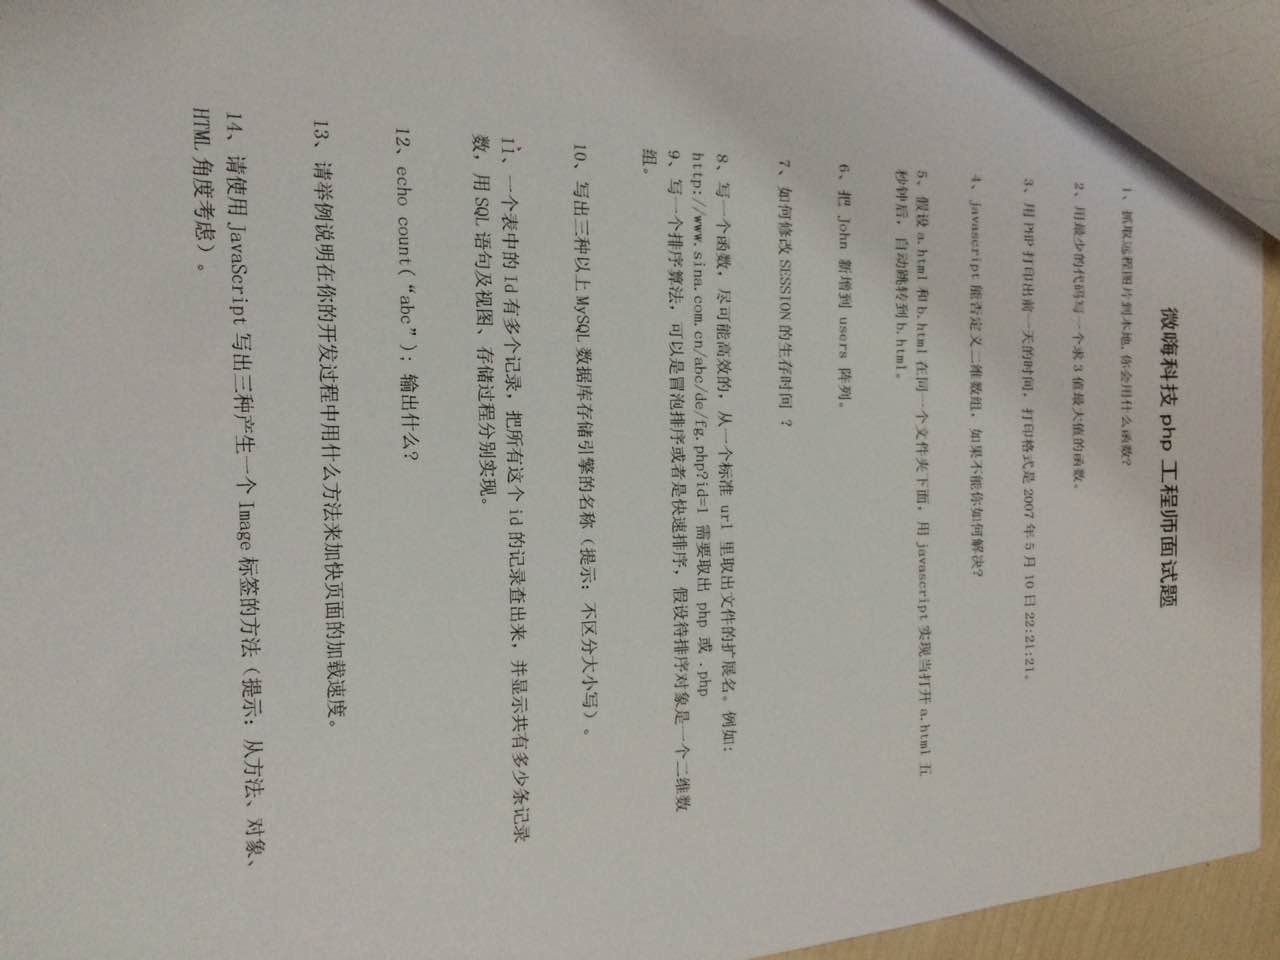 微嗨科技 php 工程师面试题
1、抓取远程图片到本地,你会用什么函数?
2、用最少的代码写一个求 3 值最大值的函数。
3、用 PHP 打印出前一天的时间，打印格式是 2007 年 5 月 10 日 22:21:21。
4、javascript 能否定义二维数组，如果不能你如何解决?
5、假设 a.html 和 b.html 在同一个文件夹下面，用 javascript 实现当打开 a.html 五
秒钟后，自动跳转到 b.html。
6、把 John 新增到 users 阵列。
7、如何修改 SESSION 的生存时间 ？
8、写一个函数，尽可能高效的，从一个标准 url 里取出文件的扩展名。例如:
http://www.sina.com.cn/abc/de/fg.php?id=1 需要取出 php 或 .php
9、写一个排序算法，可以是冒泡排序或者是快速排序，假设待排序对象是一个二维数
组。
10、写出三种以上 MySQL 数据库存储引擎的名称（提示：不区分大小写）。
11、一个表中的 Id 有多个记录，把所有这个 id 的记录查出来，并显示共有多少条记录
数，用 SQL 语句及视图、存储过程分别实现。
12、echo count(“abc”)；输出什么？
13、请举例说明在你的开发过程中用什么方法来加快页面的加载速度。
14、请使用 JavaScript 写出三种产生一个 Image 标签的方法（提示：从方法、对象、
HTML 角度考虑）。